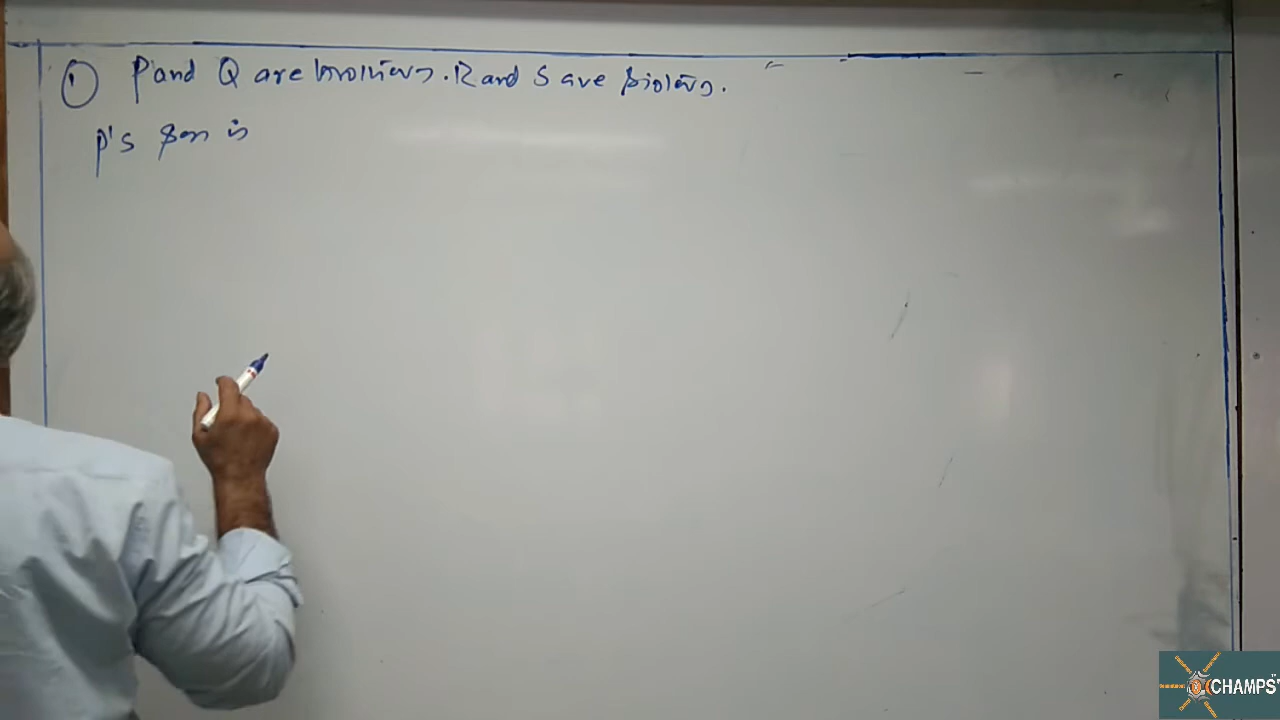 ① P and Q are brothers. R and S are sisters.
P's son is
CHAMPS